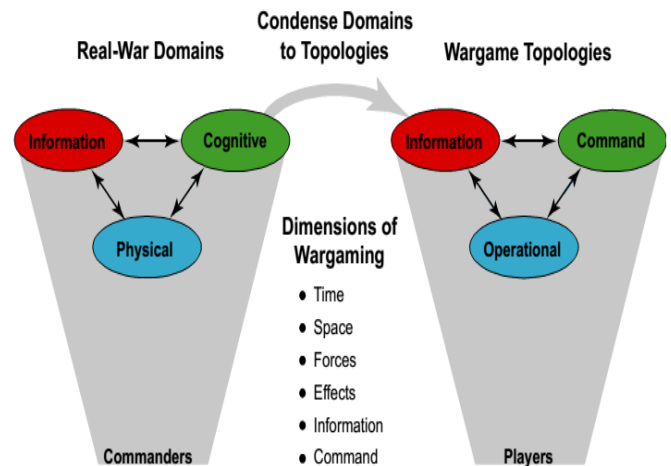 Real-War Domains
Condense Domains
to Topologies
Wargame Topologies
Information
Cognitive
Physical
Information
Command
Operational
Dimensions of
Wargaming
• Time
• Space
• Forces
• Effects
• Information
• Command
Commanders
Players